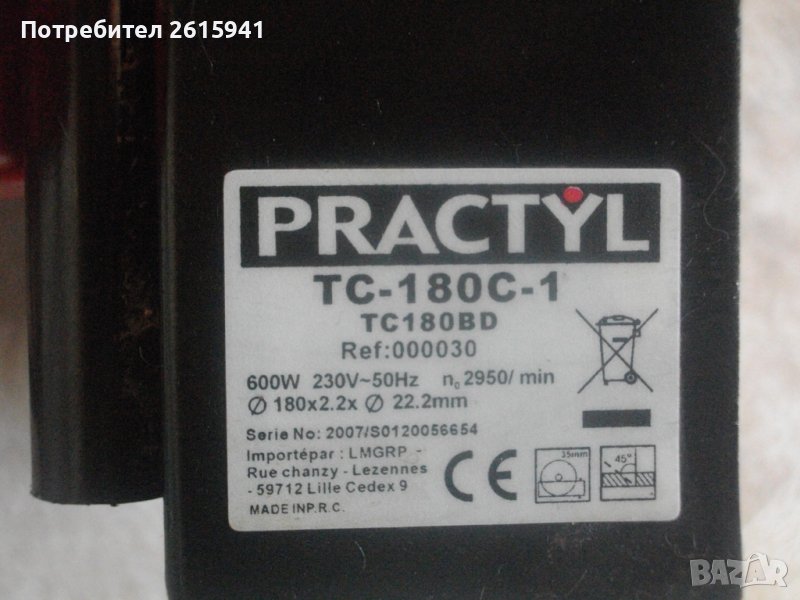 Потребител 2615941
PRACTYL
TC-180C-1
TC180BD
Ref:000030
600W 230V~50Hz n₀ 2950/ min
∅ 180x2.2x ∅ 22.2mm
Serie No: 2007/S0120056654
Importépar : LMGRP -
Rue chanzy - Lezennes
- 59712 Lille Cedex 9
MADE INP.R.C.
CE
35mm
45°
BAZAR